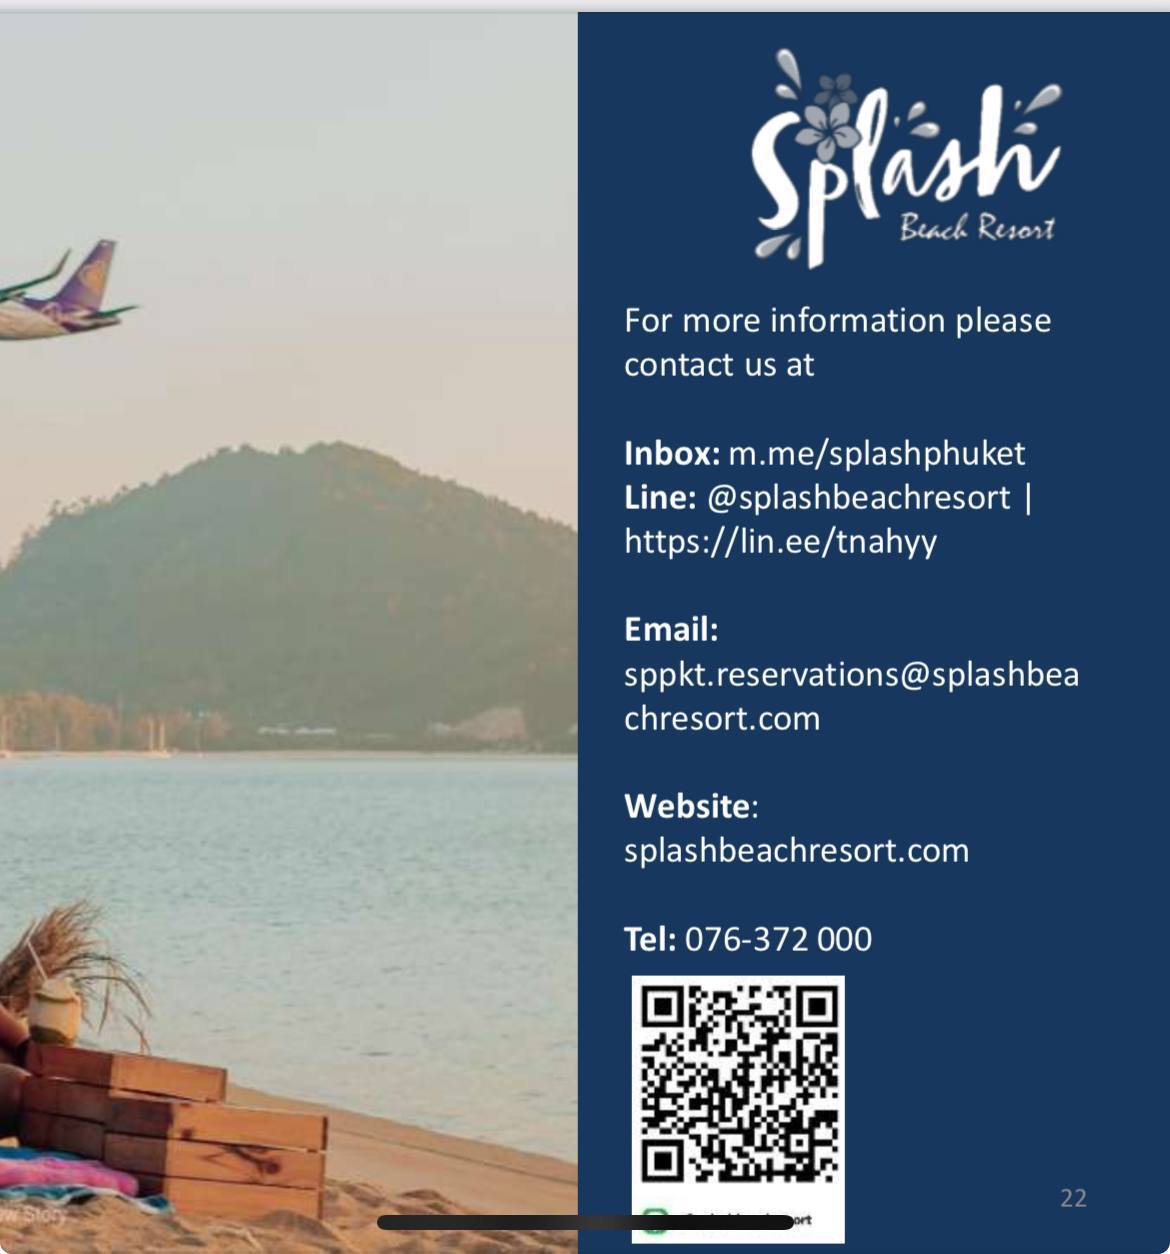 Splash
Beach Resort
For more information please
contact us at
Inbox: m.me/splashphuket
Line: @splashbeachresort |
https://lin.ee/tnahyy
Email:
sppkt.reservations@splashbea
chresort.com
Website:
splashbeachresort.com
Tel: 076-372 000
22
Story